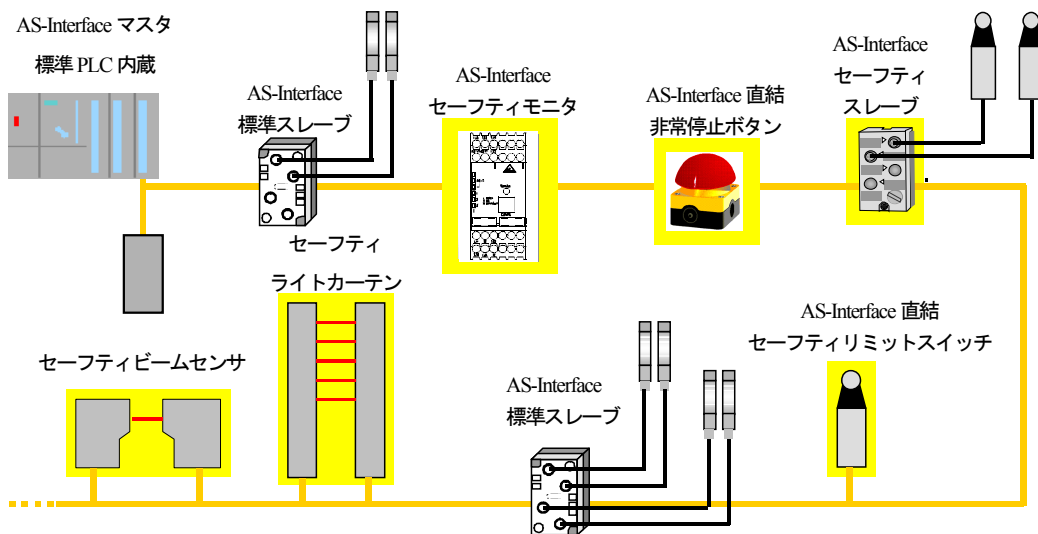 AS-Interface マスタ
標準 PLC 内蔵
AS-Interface
標準スレーブ
AS-Interface
セーフティモニタ
AS-Interface 直結
非常停止ボタン
AS-Interface
セーフティ
スレーブ
セーフティ
ライトカーテン
セーフティビームセンサ
AS-Interface
標準スレーブ
AS-Interface 直結
セーフティリミットスイッチ